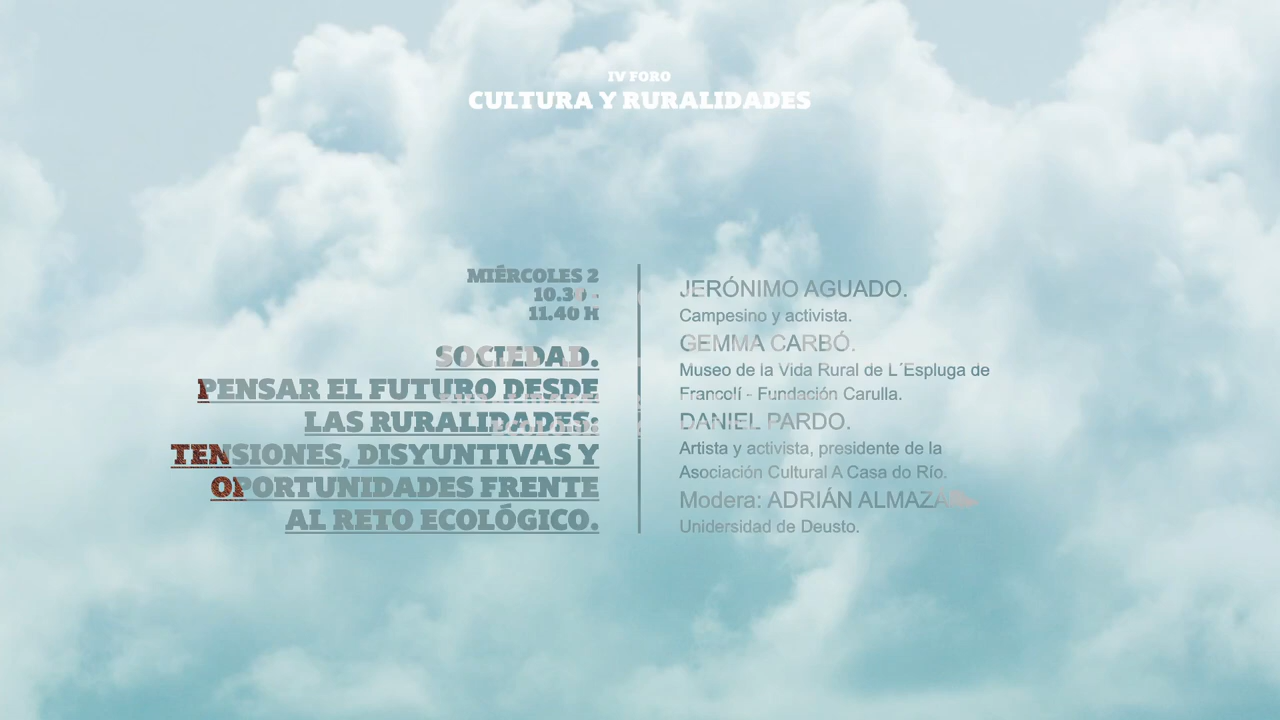 IV FORO
CULTURA Y RURALIDADES
MIÉRCOLES 2
10.30 -
11.40 H
SOCIEDAD.
PENSAR EL FUTURO DESDE
LAS RURALIDADES:
TENSIONES, DISYUNTIVAS Y
OPORTUNIDADES FRENTE
AL RETO ECOLÓGICO.
JERÓNIMO AGUADO.
Campesino y activista.
GEMMA CARBÓ.
Museo de la Vida Rural de L´Espluga de
Francolí - Fundación Carulla.
DANIEL PARDO.
Artista y activista, presidente de la
Asociación Cultural A Casa do Río.
Modera: ADRIÁN
Unidersidad de Deusto.